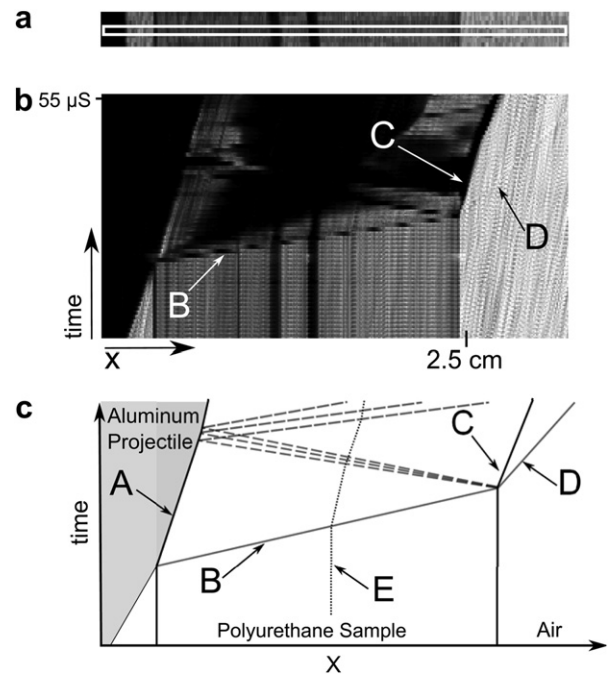 a
b
55 µS
C
D
B
time
x
2.5 cm
c
Aluminum
Projectile
A
C
D
time
B
E
Polyurethane Sample
Air
X